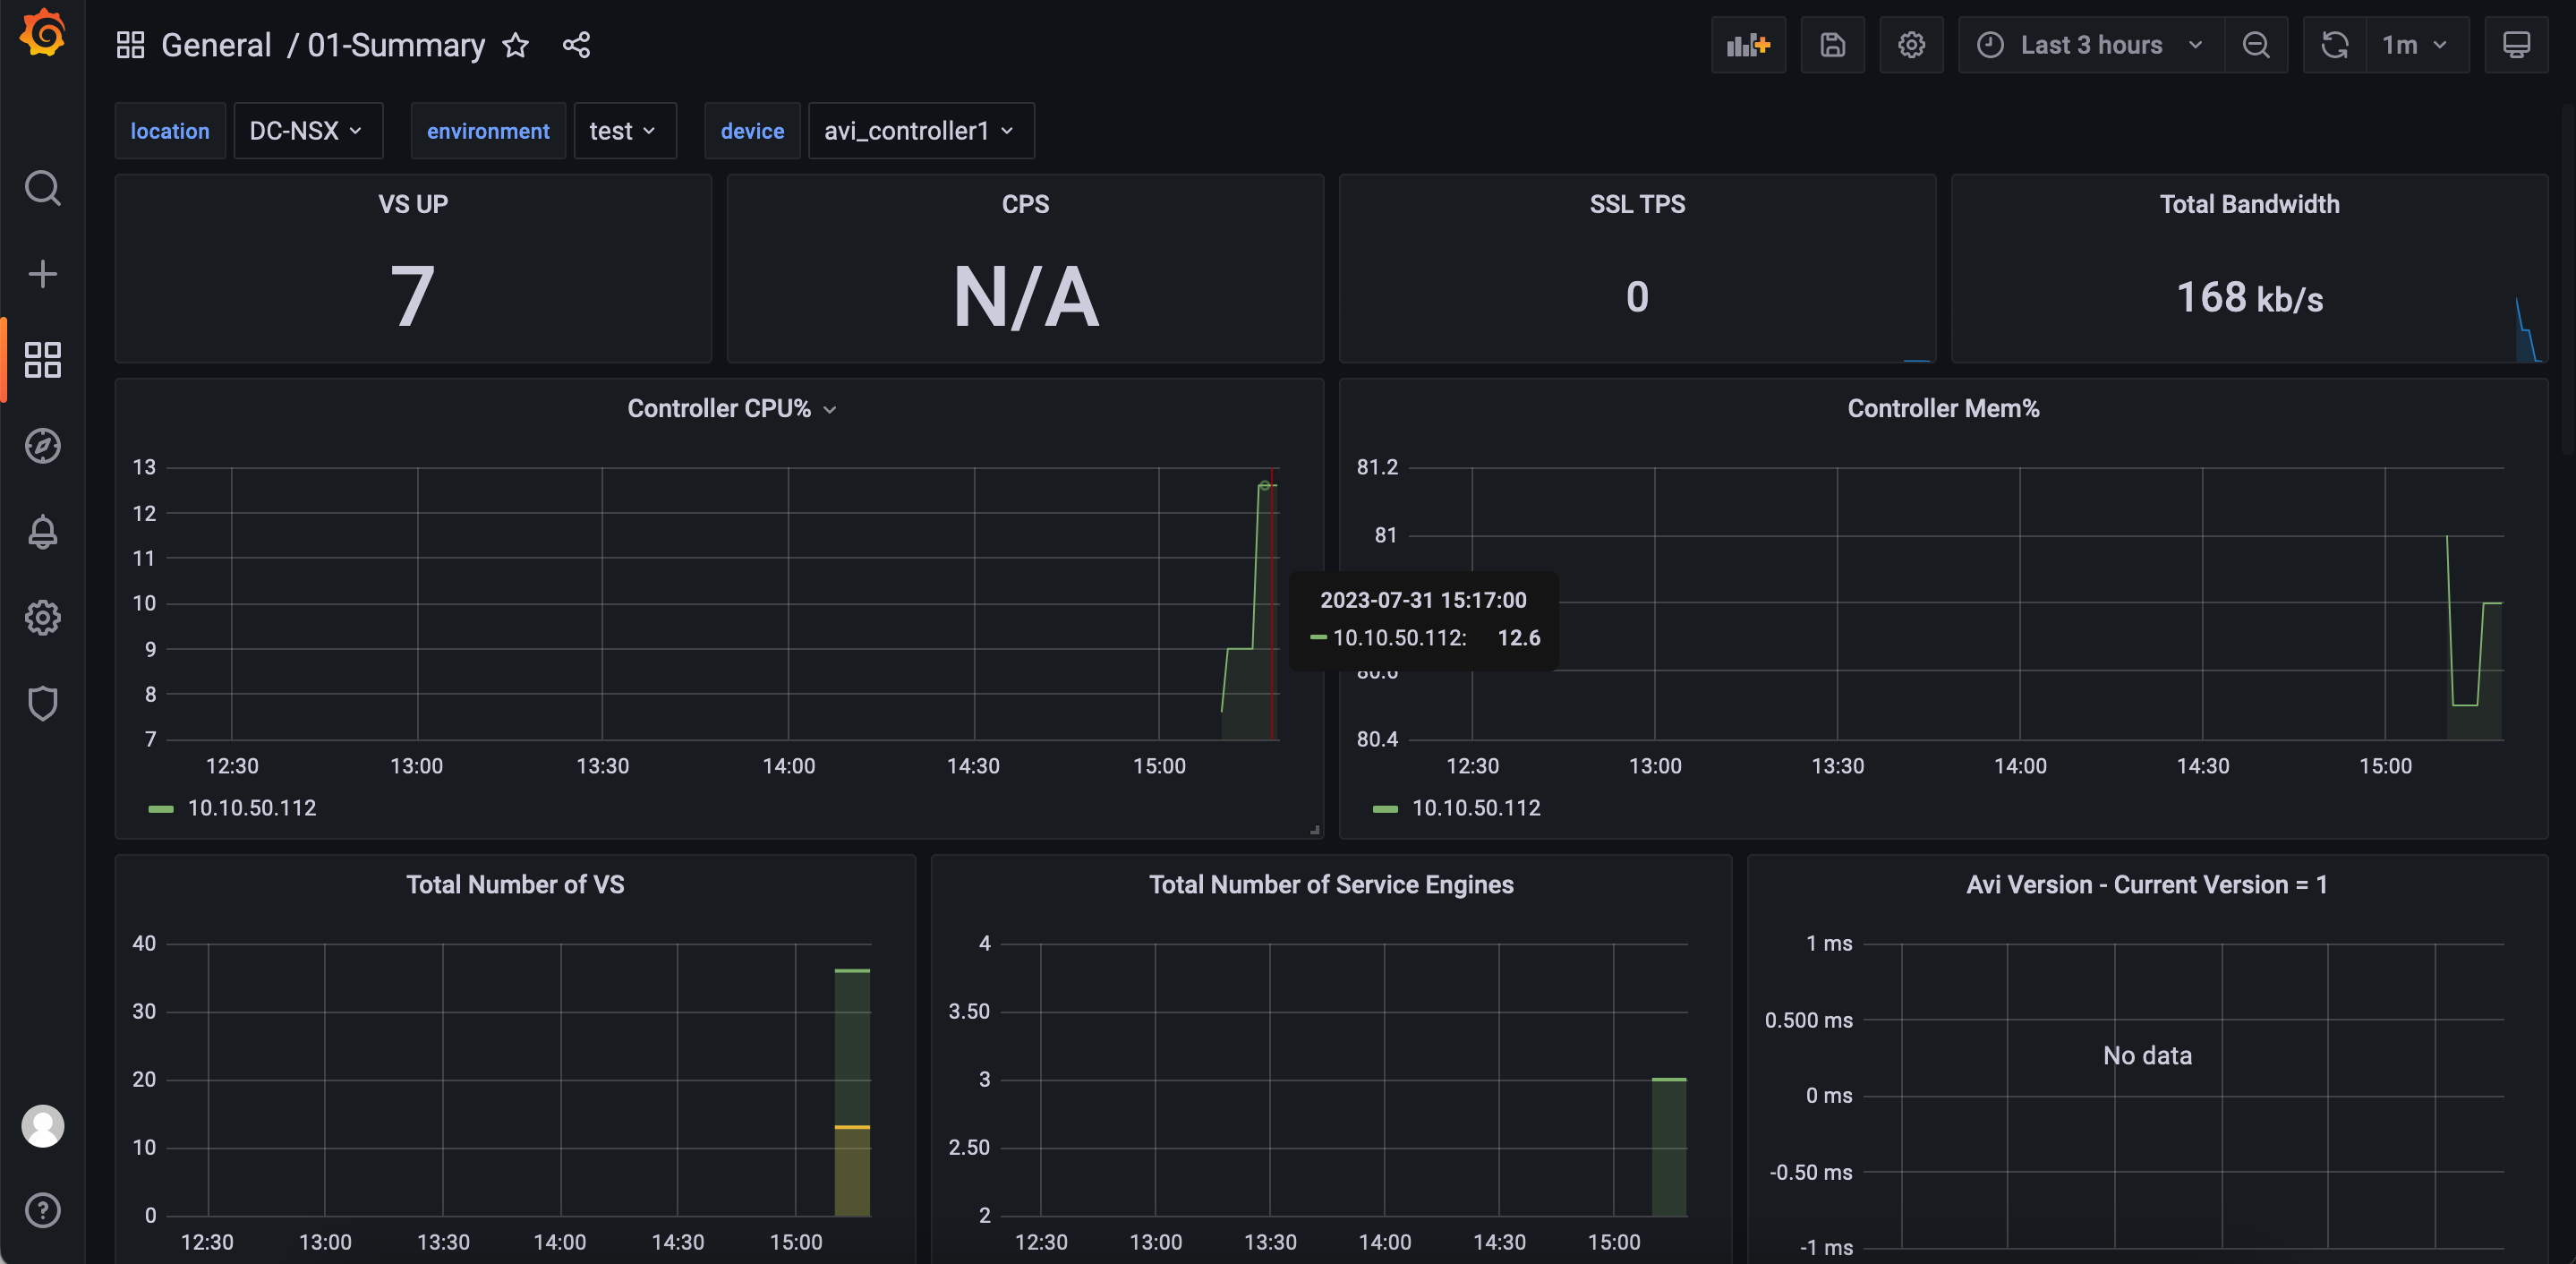 General / 01-Summary
Last 3 hours
1m
location DC-NSX environment test device avi_controller1
VS UP
7
CPS
N/A
SSL TPS
0
Total Bandwidth
168 kb/s
Controller CPU%
13
12
11
10
9
8
7
12:30 13:00 13:30 14:00 14:30 15:00
10.10.50.112
2023-07-31 15:17:00
10.10.50.112: 12.6
Controller Mem%
81.2
81
80.6
80.4
12:30 13:00 13:30 14:00 14:30 15:00
10.10.50.112
Total Number of VS
40
30
20
10
0
12:30 13:00 13:30 14:00 14:30 15:00
Total Number of Service Engines
4
3.50
3
2.50
2
12:30 13:00 13:30 14:00 14:30 15:00
Avi Version - Current Version = 1
1 ms
0.500 ms
No data
0 ms
-0.50 ms
-1 ms